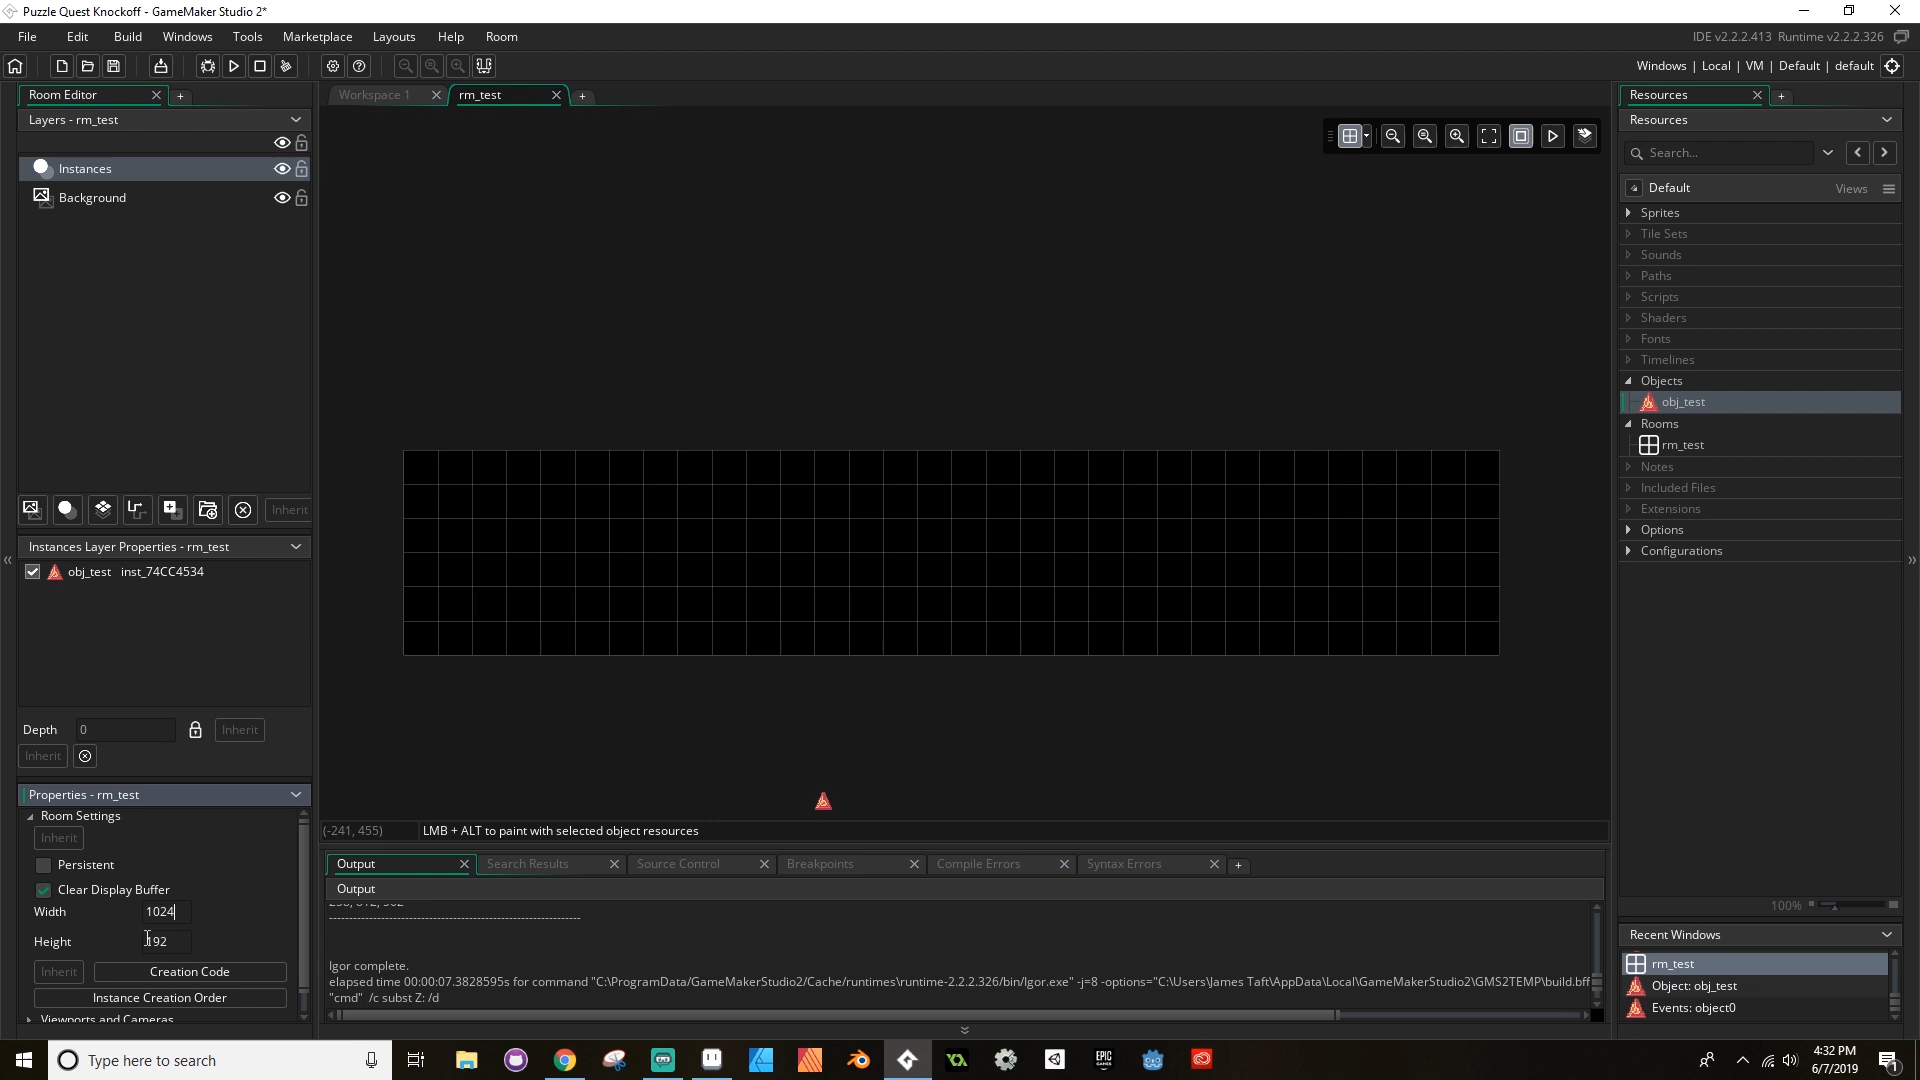 Puzzle Quest Knockoff - GameMaker Studio 2*
File Edit Build Windows Tools Marketplace Layouts Help Room
IDE v2.2.2.413 Runtime v2.2.2.326
Windows | Local | VM | Default | default
Room Editor
Layers - rm_test
Instances
Background
Inherit
Instances Layer Properties - rm_test
obj_test inst_74CC4534
Depth 0 Inherit
Inherit
Properties - rm_test
Room Settings
Inherit
Persistent
Clear Display Buffer
Width 1024
Height 192
Inherit Creation Code
Instance Creation Order
Viewports and Cameras
Workspace 1 rm_test
(-241, 455) LMB + ALT to paint with selected object resources
Output Search Results Source Control Breakpoints Compile Errors Syntax Errors
Output
Igor complete.
elapsed time 00:00:07.3828595s for command "C:\ProgramData/GameMakerStudio2/Cache/runtimes\runtime-2.2.2.326/bin/Igor.exe" -j=8 -options="C:\Users\James Taft\AppData\Local\GameMakerStudio2\GMS2TEMP\build.bff
"cmd" /c subst Z: /d
Resources
Resources
Search...
Default Views
Sprites
Tile Sets
Sounds
Paths
Scripts
Shaders
Fonts
Timelines
Objects
obj_test
Rooms
rm_test
Notes
Included Files
Extensions
Options
Configurations
100%
Recent Windows
rm_test
Object: obj_test
Events: object0
Type here to search
EPIC GAMES
4:32 PM
6/7/2019
1